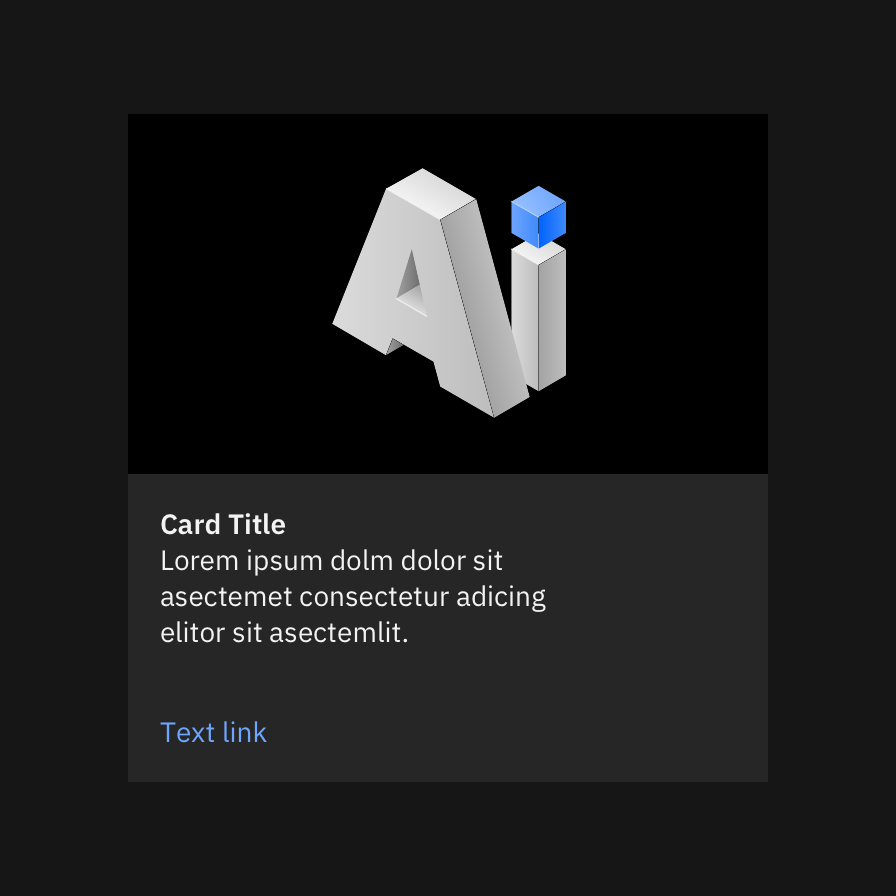 Ai
Card Title
Lorem ipsum dolm dolor sit
asectemet consectetur adicing
elitor sit asectemlit.
Text link